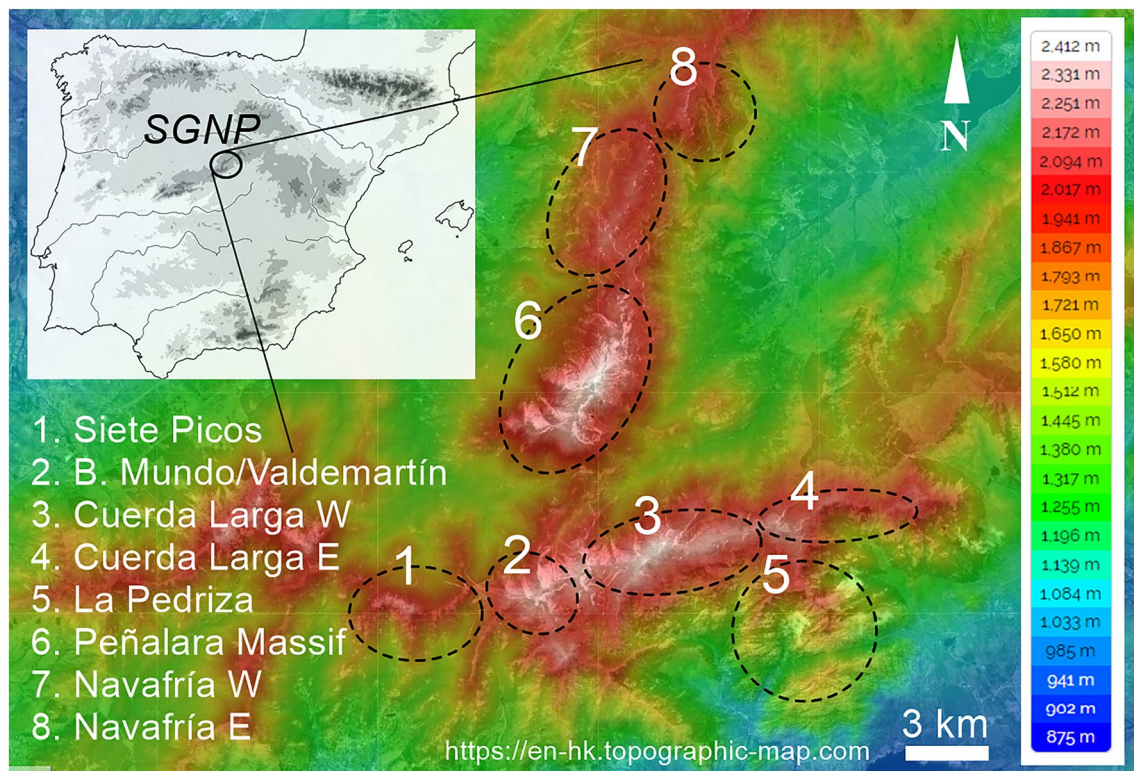 SGNP
8
7
6
4
3
2
1
5
N
2,412 m
2,331 m
2,251 m
2,172 m
2,094 m
2,017 m
1,941 m
1,867 m
1,793 m
1,721 m
1,650 m
1,580 m
1,512 m
1,445 m
1,380 m
1,317 m
1,255 m
1,196 m
1,139 m
1,084 m
1,033 m
985 m
941 m
902 m
875 m
1. Siete Picos
2. B. Mundo/Valdemartín
3. Cuerda Larga W
4. Cuerda Larga E
5. La Pedriza
6. Peñalara Massif
7. Navafría W
8. Navafría E
https://en-hk.topographic-map.com
3 km